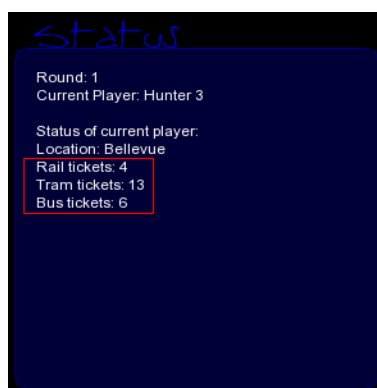 Status
Round: 1
Current Player: Hunter 3
Status of current player:
Location: Bellevue
Rail tickets: 4
Tram tickets: 13
Bus tickets: 6